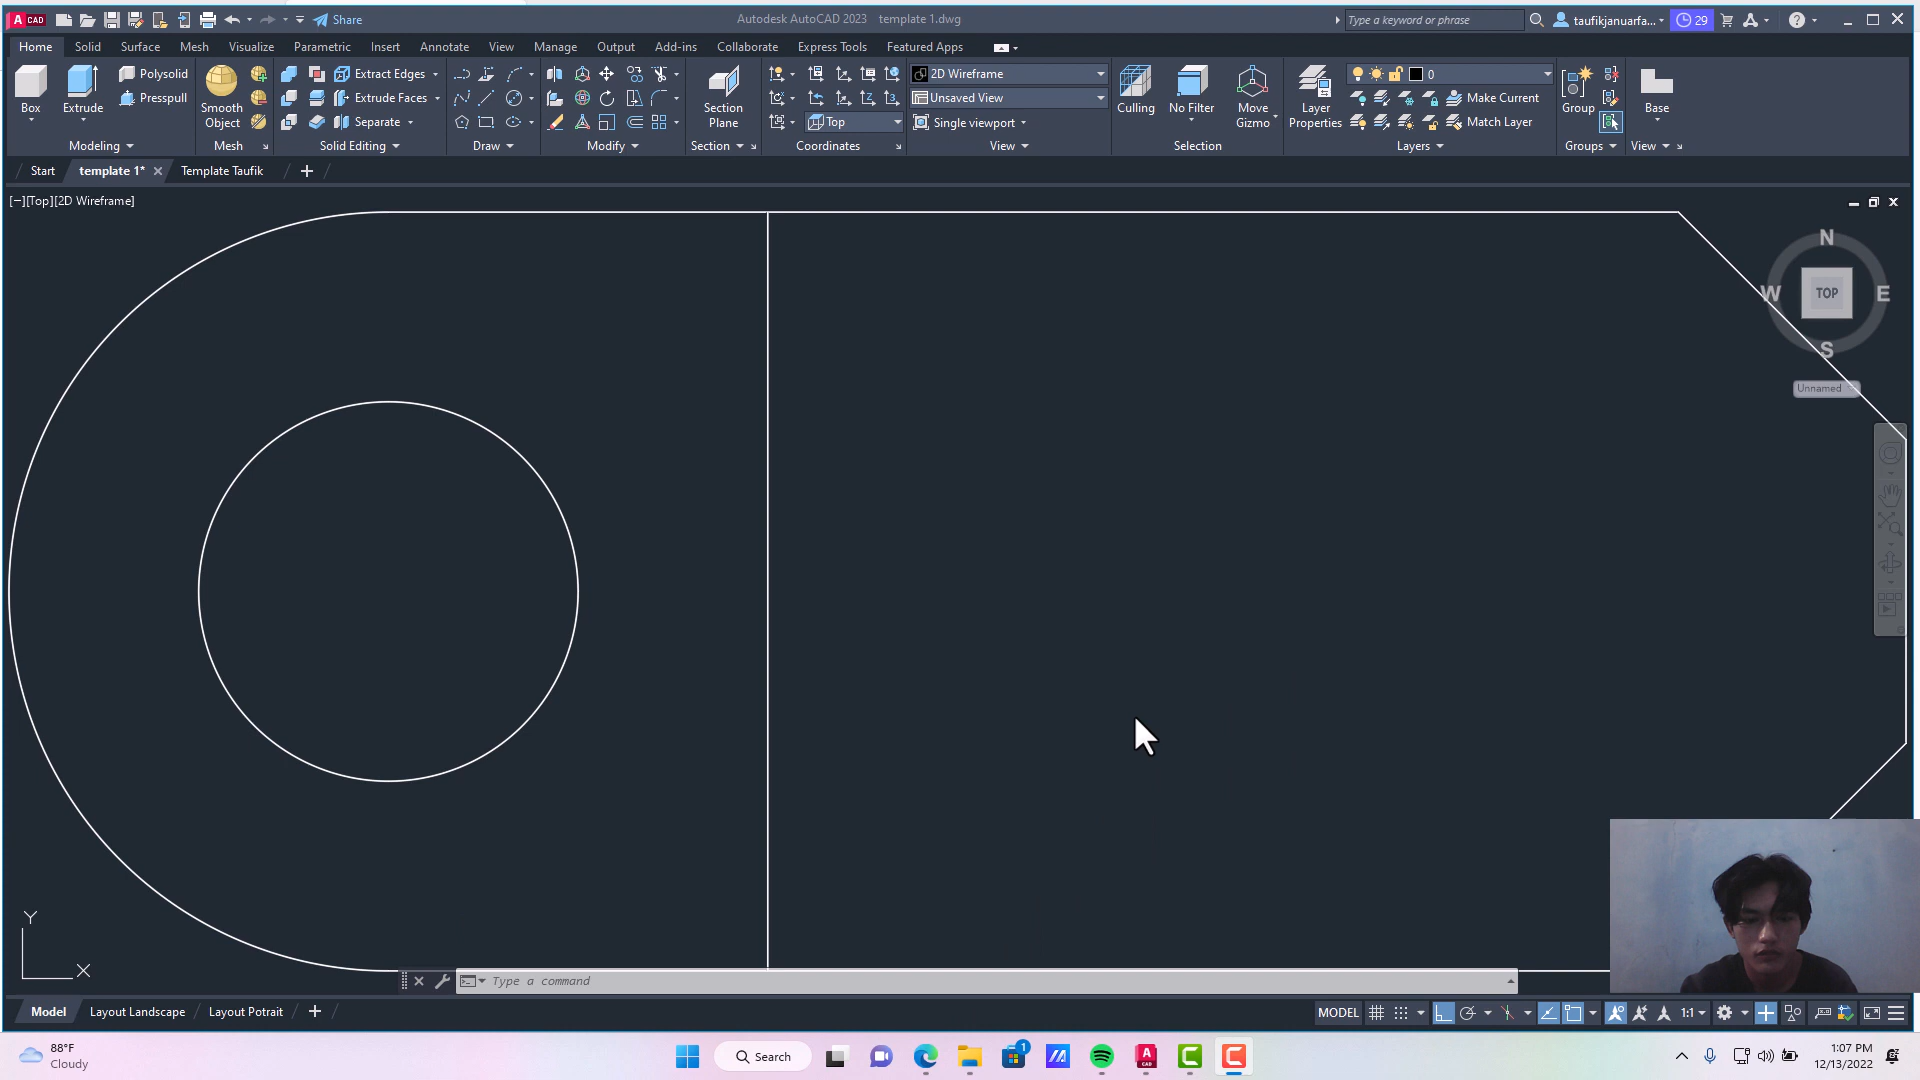 A CAD Share Autodesk AutoCAD 2023 template 1.dwg Type a keyword or phrase taufikjanuarfa... 29
Home Solid Surface Mesh Visualize Parametric Insert Annotate View Manage Output Add-ins Collaborate Express Tools Featured Apps
Polysolid Extract Edges 2D Wireframe 0
Presspull Extrude Faces Unsaved View Make Current
Box Extrude Smooth Object Separate Section Plane Top Single viewport Culling No Filter Move Gizmo Layer Properties Match Layer Group Base
Modeling Mesh Solid Editing Draw Modify Section Coordinates View Selection Layers Groups View
Start template 1* Template Taufik
[−][Top][2D Wireframe]
N
W TOP E
S
Unnamed
Y
X
Type a command
Model Layout Landscape Layout Potrait MODEL 1:1
88°F
Cloudy
Search
1
1:07 PM
12/13/2022